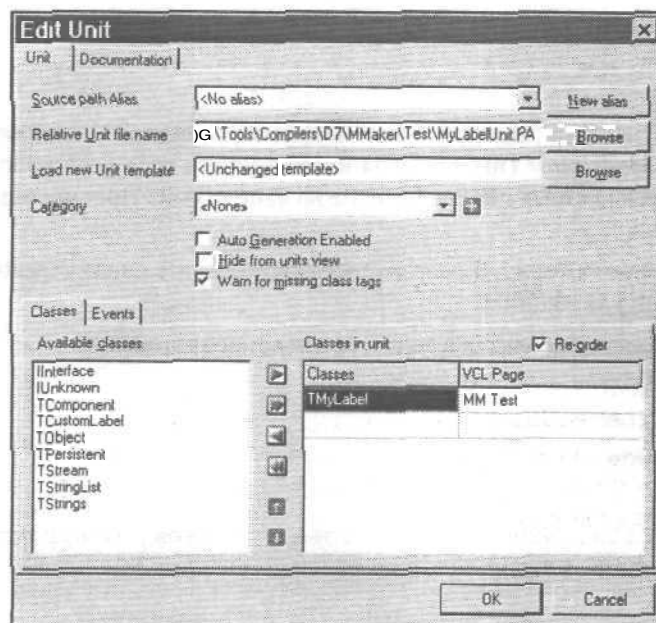 Edit Unit
Unit Documentation
Source path Alias <No alias> New alias
Relative Unit file name )G\Tools\Compilers\D7\MMaker\Test\MyLabelUnit.PA Browse
Load new Unit template <Unchanged template> Browse
Category <None>
Auto Generation Enabled
Hide from units view
Warn for missing class tags
Classes Events
Available classes Classes in unit Re-order
IInterface
IUnknown
TComponent
TCustomLabel
TObject
TPersistent
TStream
TStringList
TStrings
Classes VCL Page
TMyLabel MM Test
OK Cancel